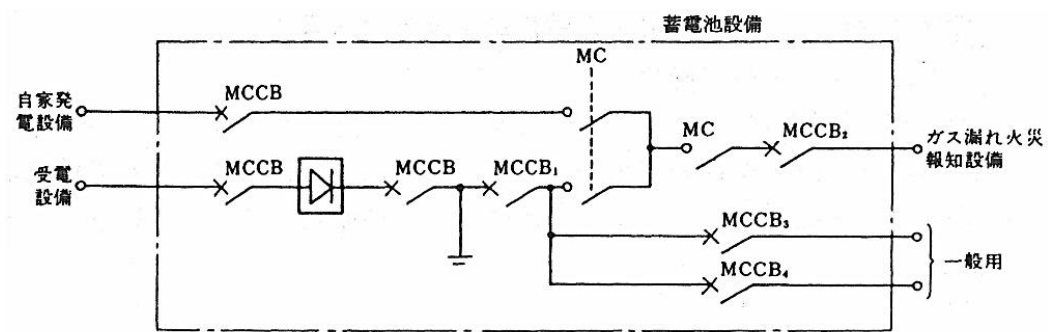 蓄電池設備
MC
MCCB
自家発
電設備
MC
MCCB₂
ガス漏れ火災
報知設備
受電
設備
MCCB
MCCB
MCCB₁
MCCB₃
MCCB₄
一般用